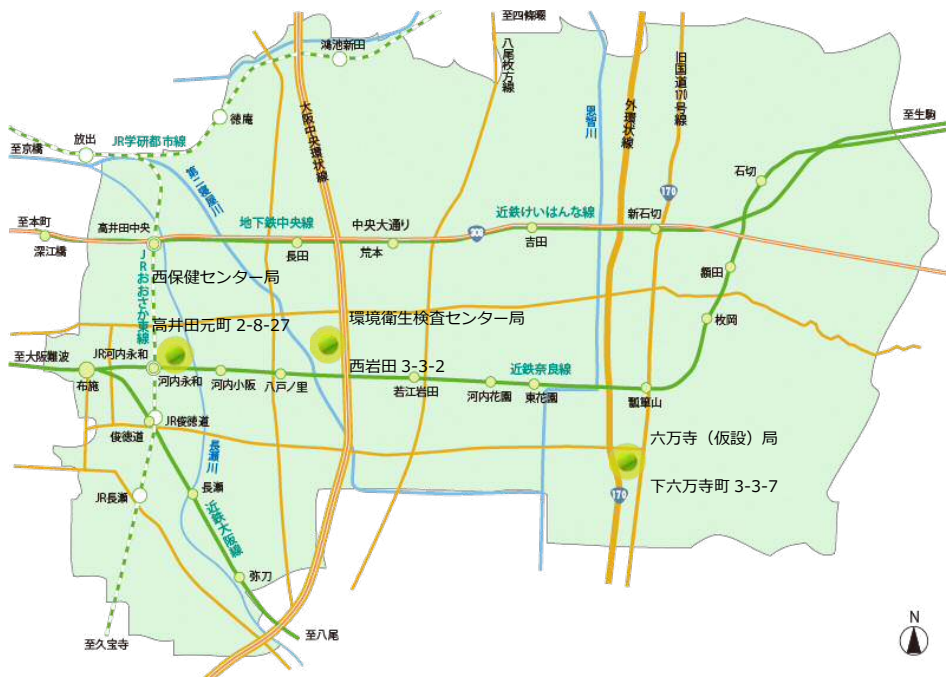 至四條畷
鴻池新田
八尾枚方線
旧国道170号線
外環状線
恩智川
大阪中央環状線
徳庵
至生駒
放出
JR学研都市線
至京橋
第二寝屋川
石切
170
至本町
高井田中央
地下鉄中央線
中央大通り
近鉄けいはんな線
新石切
308
深江橋
長田
荒本
吉田
JRおおさか東線
西保健センター局
額田
高井田元町 2-8-27
環境衛生検査センター局
枚岡
至大阪難波
JR河内永和
西岩田 3-3-2
近鉄奈良線
布施
河内永和
河内小阪
八戸ノ里
若江岩田
河内花園
東花園
瓢箪山
JR俊徳道
俊徳道
六万寺（仮設）局
長瀬川
下六万寺町 3-3-7
JR長瀬
長瀬
170
近鉄大阪線
弥刀
至八尾
至久宝寺
N